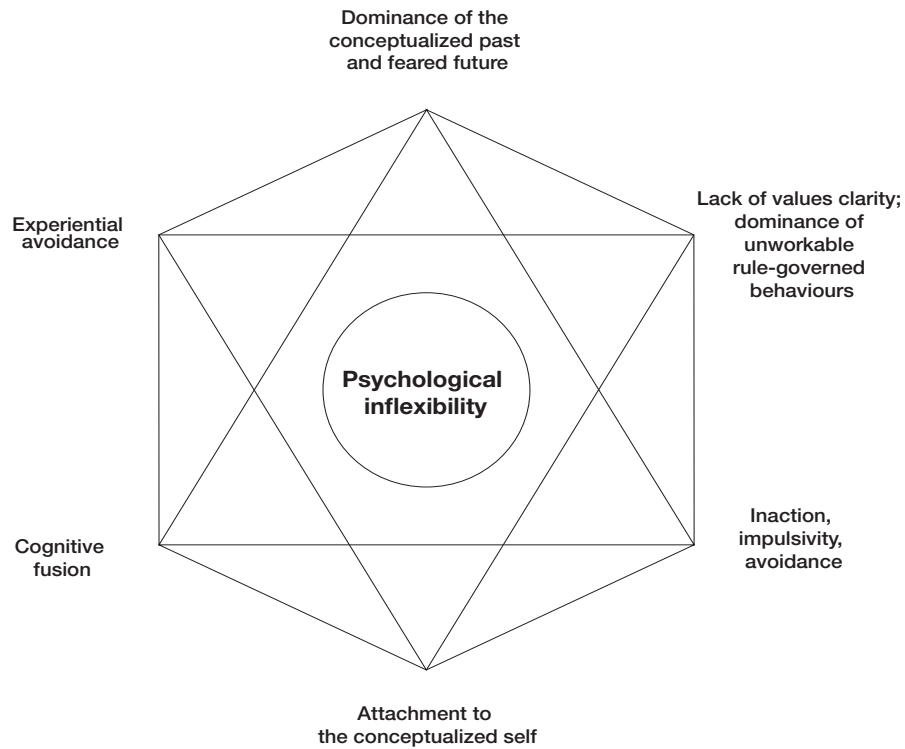 Dominance of the
conceptualized past
and feared future
Experiential
avoidance
Lack of values clarity;
dominance of
unworkable
rule-governed
behaviours
Psychological
inflexibility
Cognitive
fusion
Inaction,
impulsivity,
avoidance
Attachment to
the conceptualized self